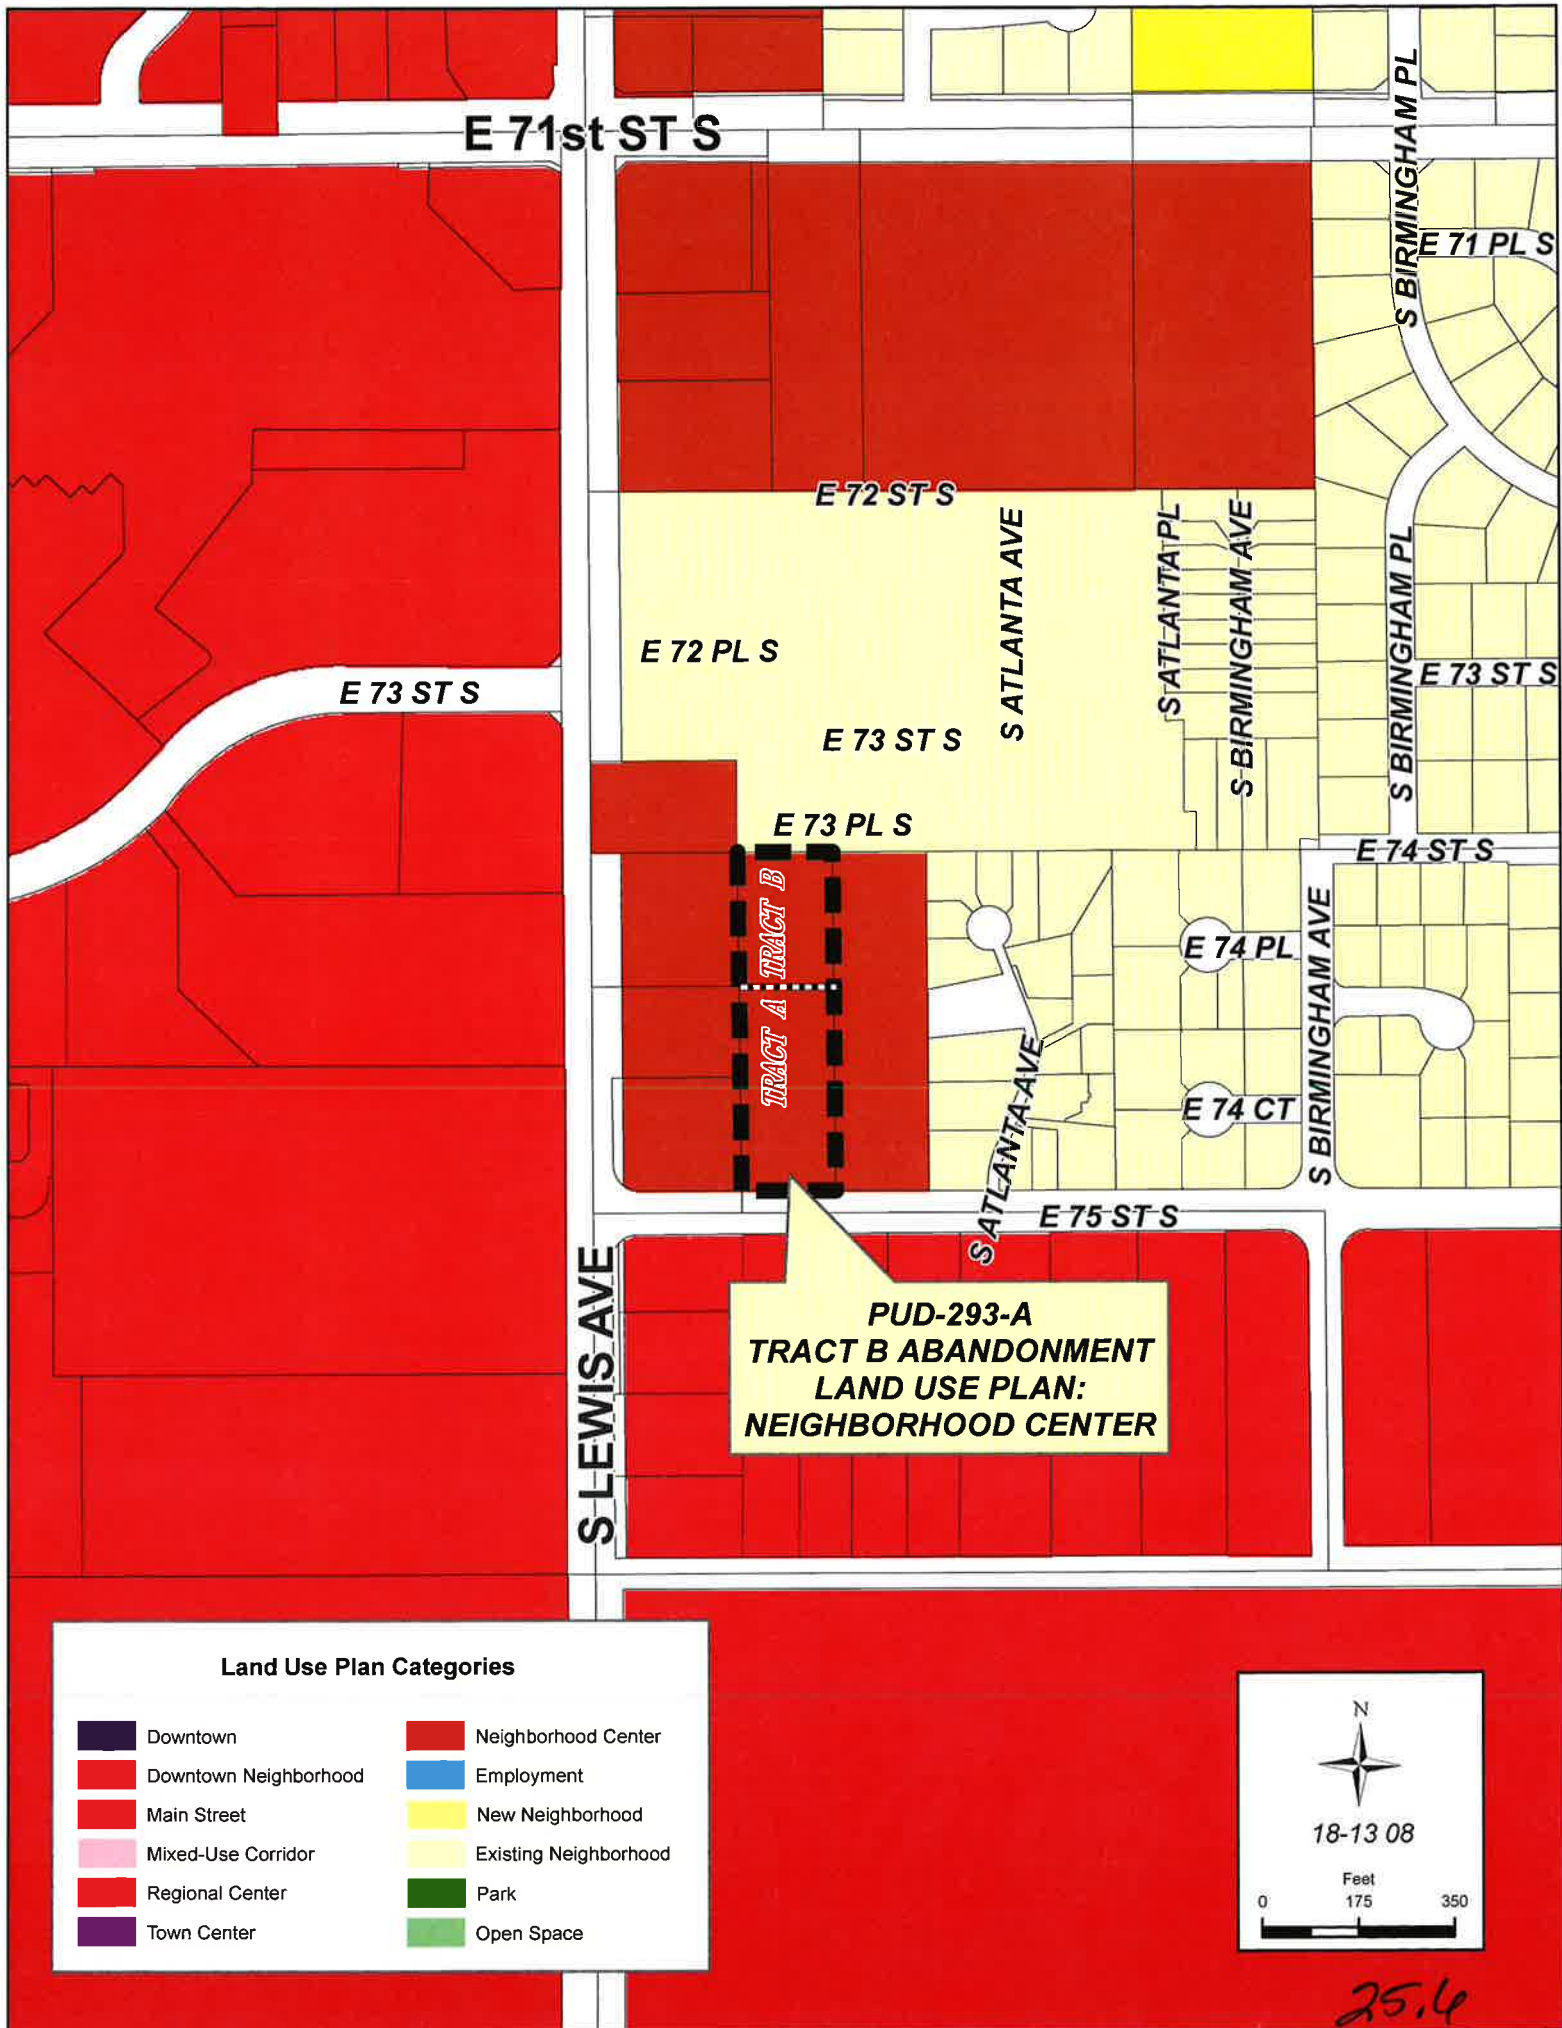 E 71st ST S
S BIRMINGHAM PL
E 71 PL S
E 72 ST S
S ATLANTA AVE
S ATLANTA PL
S BIRMINGHAM AVE
S BIRMINGHAM PL
E 72 PL S
E 73 ST S
E 73 ST S
E 73 ST S
E 73 PL S
E 74 ST S
TRACT B
TRACT A
E 74 PL
S BIRMINGHAM AVE
E 74 CT
S ATLANTA AVE
E 75 ST S
S LEWIS AVE
PUD-293-A
TRACT B ABANDONMENT
LAND USE PLAN:
NEIGHBORHOOD CENTER
Land Use Plan Categories
Downtown
Downtown Neighborhood
Main Street
Mixed-Use Corridor
Regional Center
Town Center
Neighborhood Center
Employment
New Neighborhood
Existing Neighborhood
Park
Open Space
N
18-13 08
Feet
0 175 350
25.6